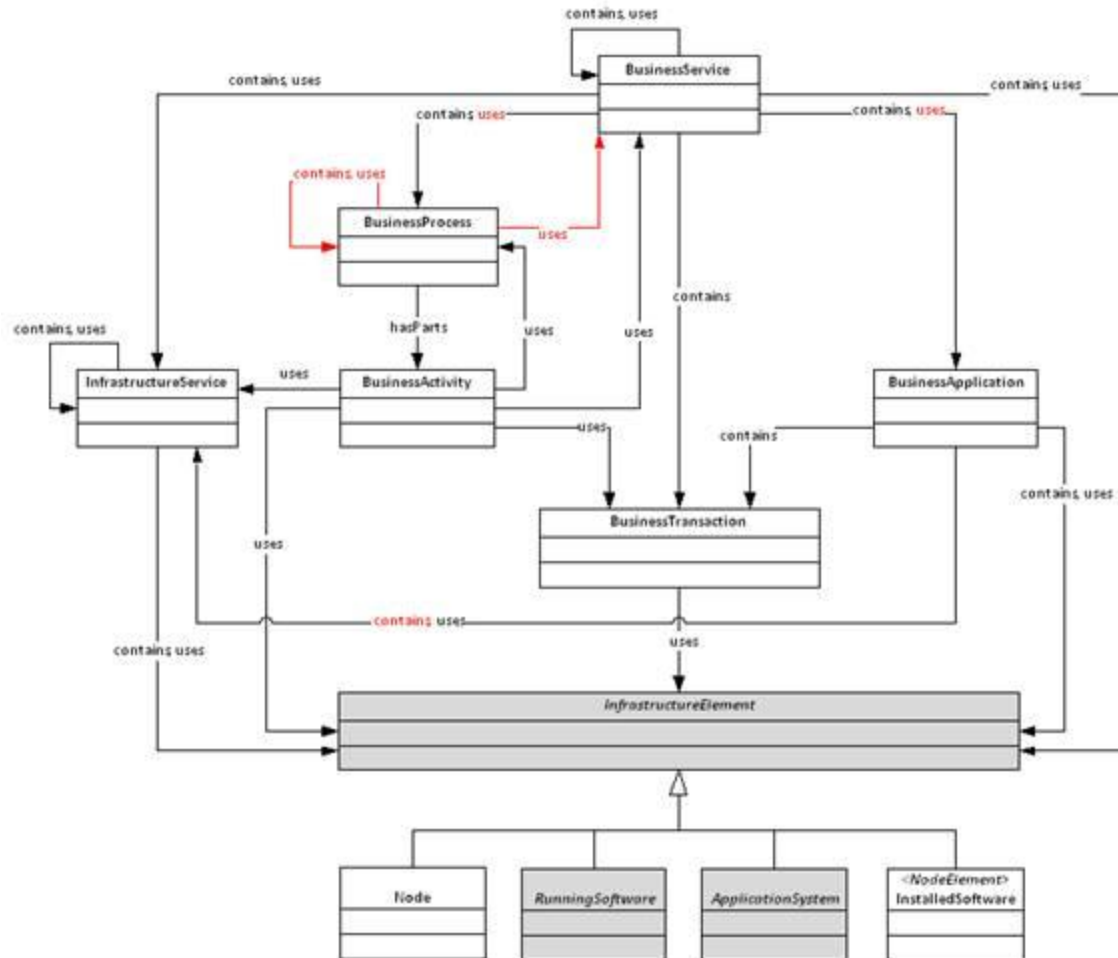 contains, uses
BusinessService
contains, uses
contains, uses
contains, uses
contains, uses
contains, uses
BusinessProcess
uses
contains
hasParts
uses
uses
contains, uses
uses
InfrastructureService
BusinessActivity
BusinessApplication
uses
contains
contains, uses
BusinessTransaction
uses
contains, uses
uses
contains, uses
InfrastructureElement
Node
RunningSoftware
ApplicationSystem
<NodeElement>
InstalledSoftware